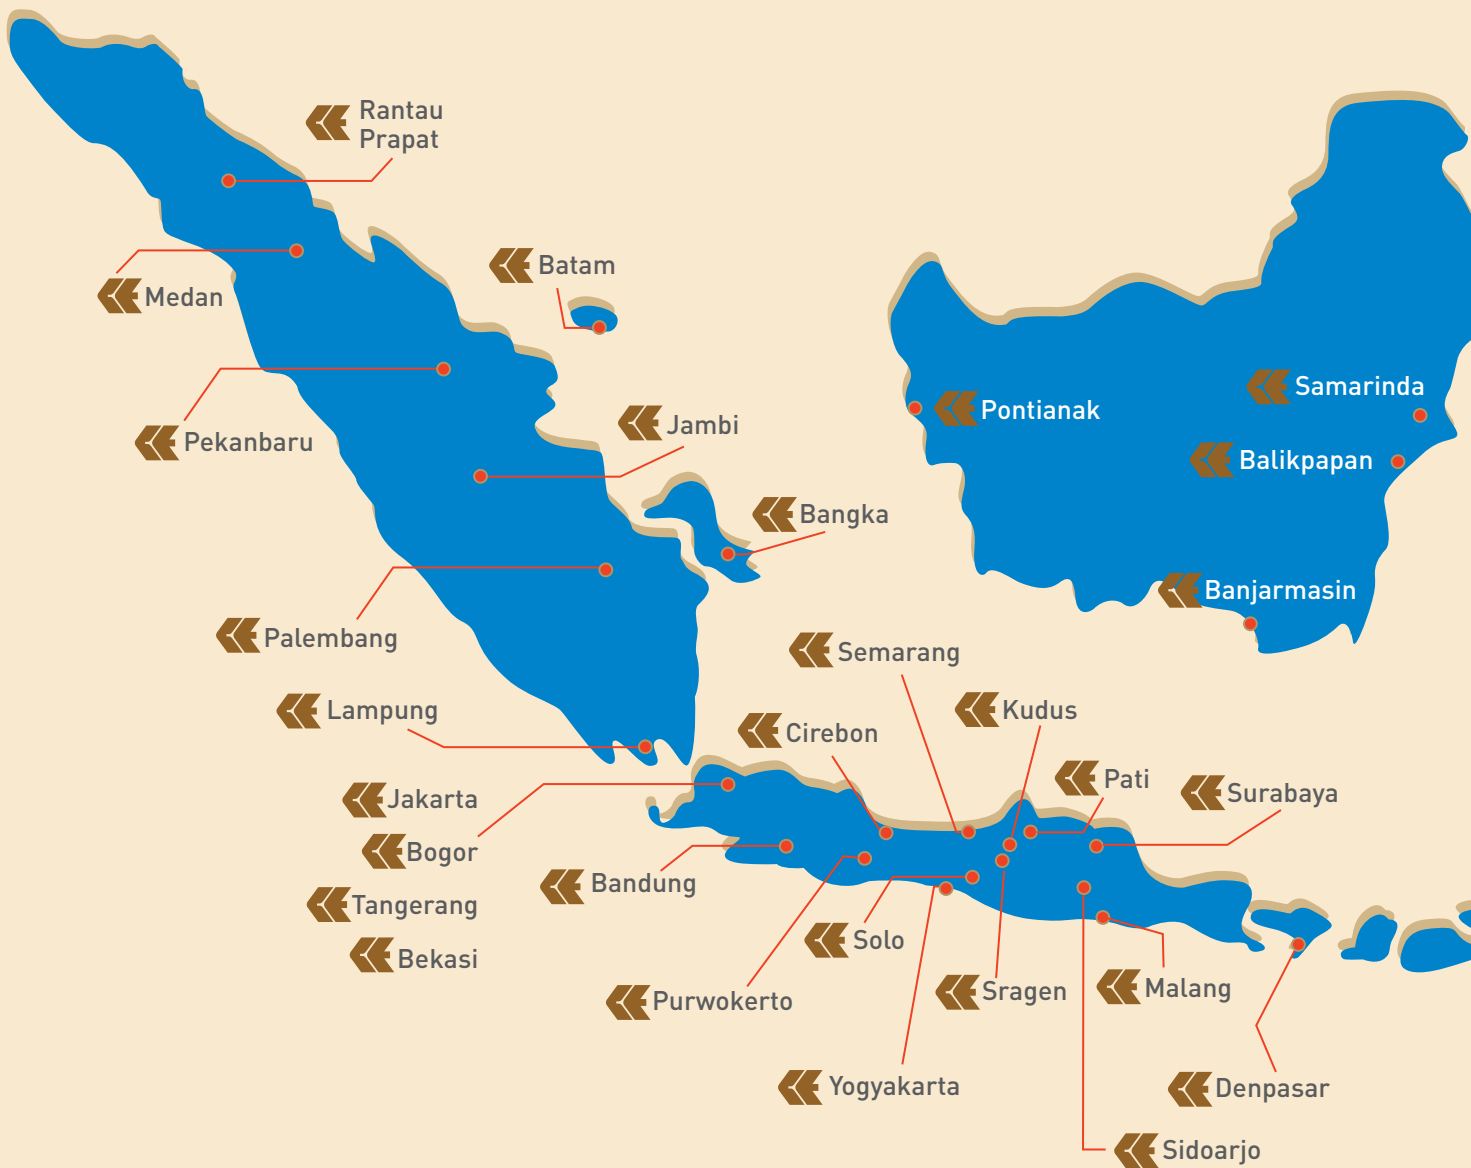 Rantau
Prapat
Batam
Medan
Samarinda
Pontianak
Jambi
Pekanbaru
Balikpapan
Bangka
Banjarmasin
Palembang
Semarang
Lampung
Kudus
Cirebon
Pati
Surabaya
Jakarta
Bogor
Bandung
Tangerang
Solo
Bekasi
Malang
Sragen
Purwokerto
Yogyakarta
Denpasar
Sidoarjo